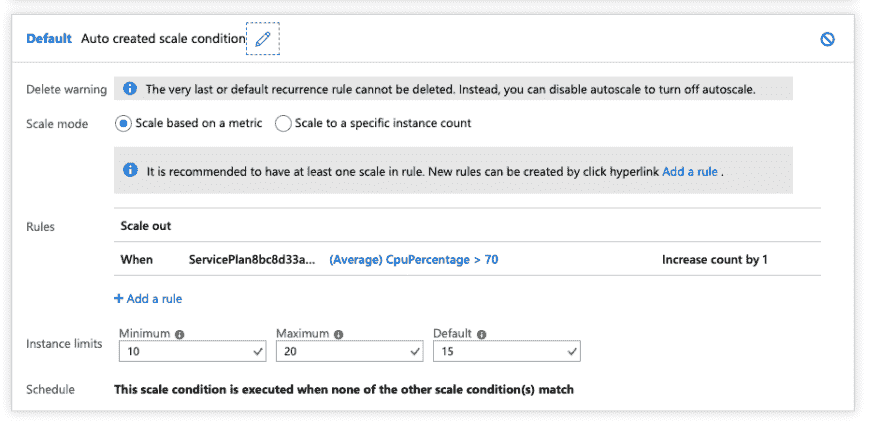 Default Auto created scale condition
Delete warning The very last or default recurrence rule cannot be deleted. Instead, you can disable autoscale to turn off autoscale.
Scale mode Scale based on a metric Scale to a specific instance count
It is recommended to have at least one scale in rule. New rules can be created by click hyperlink Add a rule .
Rules Scale out
When ServicePlan8bc8d33a... (Average) CpuPercentage > 70 Increase count by 1
+ Add a rule
Minimum Maximum Default
Instance limits 10 20 15
Schedule This scale condition is executed when none of the other scale condition(s) match